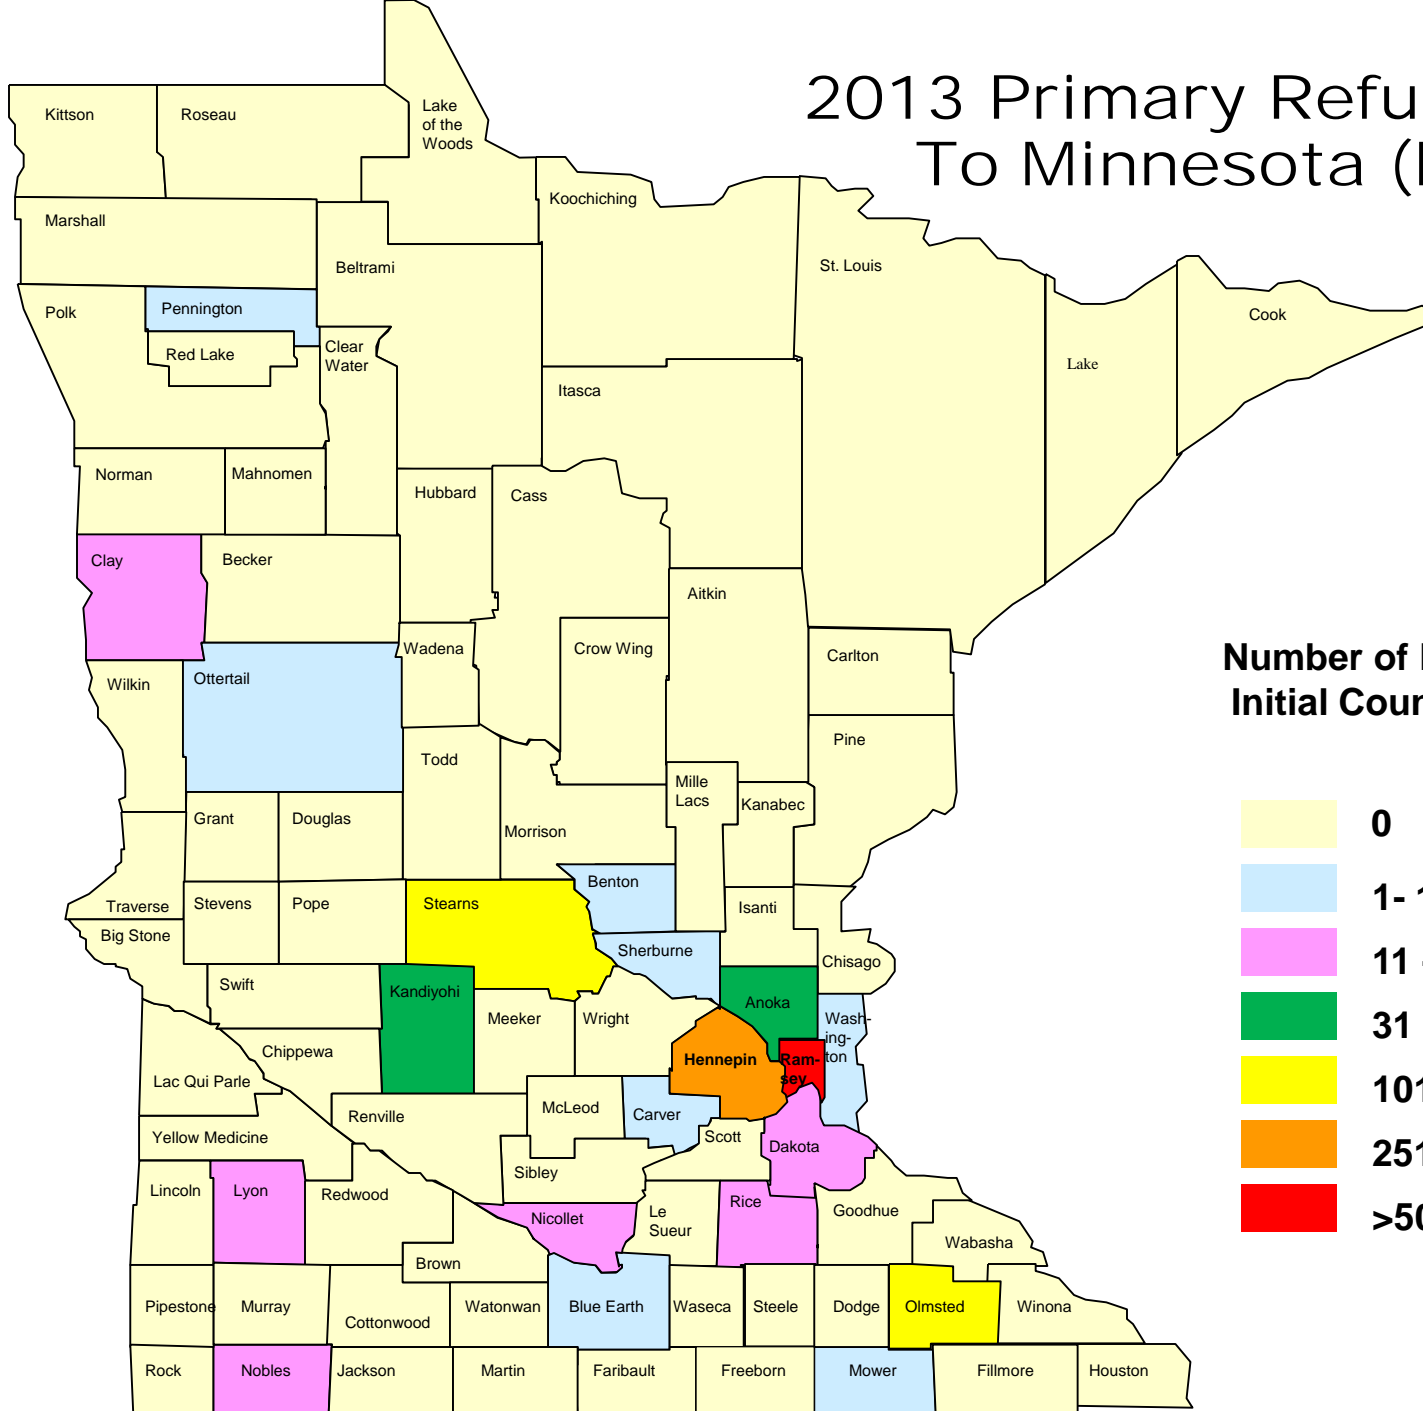 2013 Primary Refu
To Minnesota (
Kittson
Roseau
Lake
of the
Woods
Koochiching
Marshall
Beltrami
St. Louis
Polk
Pennington
Cook
Red Lake
Clear
Water
Lake
Itasca
Norman
Mahnomen
Hubbard
Cass
Clay
Becker
Aitkin
Wadena
Crow Wing
Carlton
Wilkin
Ottertail
Number of
Initial Coun
Todd
Pine
Mille
Lacs
Kanabec
Grant
Douglas
Morrison
0
Benton
1- 1
Traverse
Stevens
Pope
Stearns
Isanti
Big Stone
Sherburne
Chisago
11
Swift
Kandiyohi
Anoka
Meeker
Wright
Wash-
ing-
ton
31
Chippewa
Hennepin
Ram-
sey
Lac Qui Parle
101
Renville
McLeod
Carver
Yellow Medicine
Scott
Dakota
251
Sibley
Lincoln
Lyon
Redwood
Rice
Nicollet
Le
Sueur
Goodhue
>50
Wabasha
Brown
Pipestone
Murray
Cottonwood
Watonwan
Blue Earth
Waseca
Steele
Dodge
Olmsted
Winona
Rock
Nobles
Jackson
Martin
Faribault
Freeborn
Mower
Fillmore
Houston